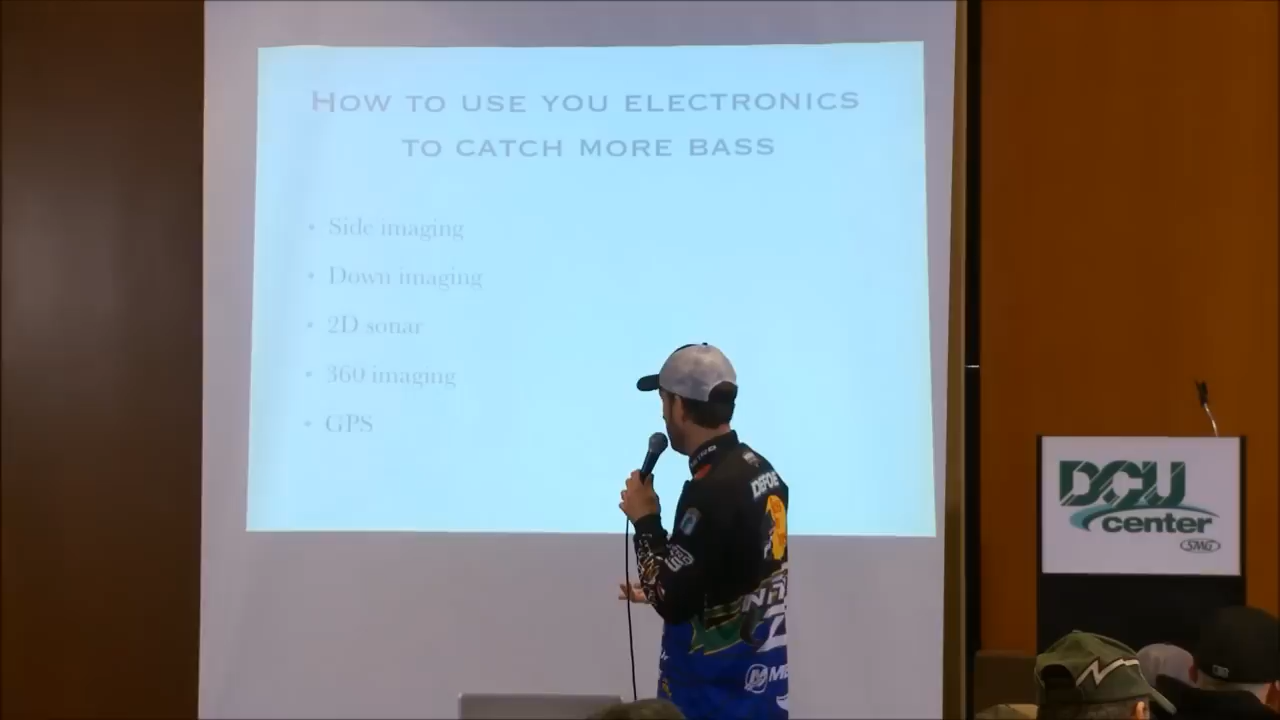 HOW TO USE YOU ELECTRONICS
TO CATCH MORE BASS
• Side imaging
• Down imaging
• 2D sonar
• 360 imaging
• GPS
DEFOE
DCU
center
SMG